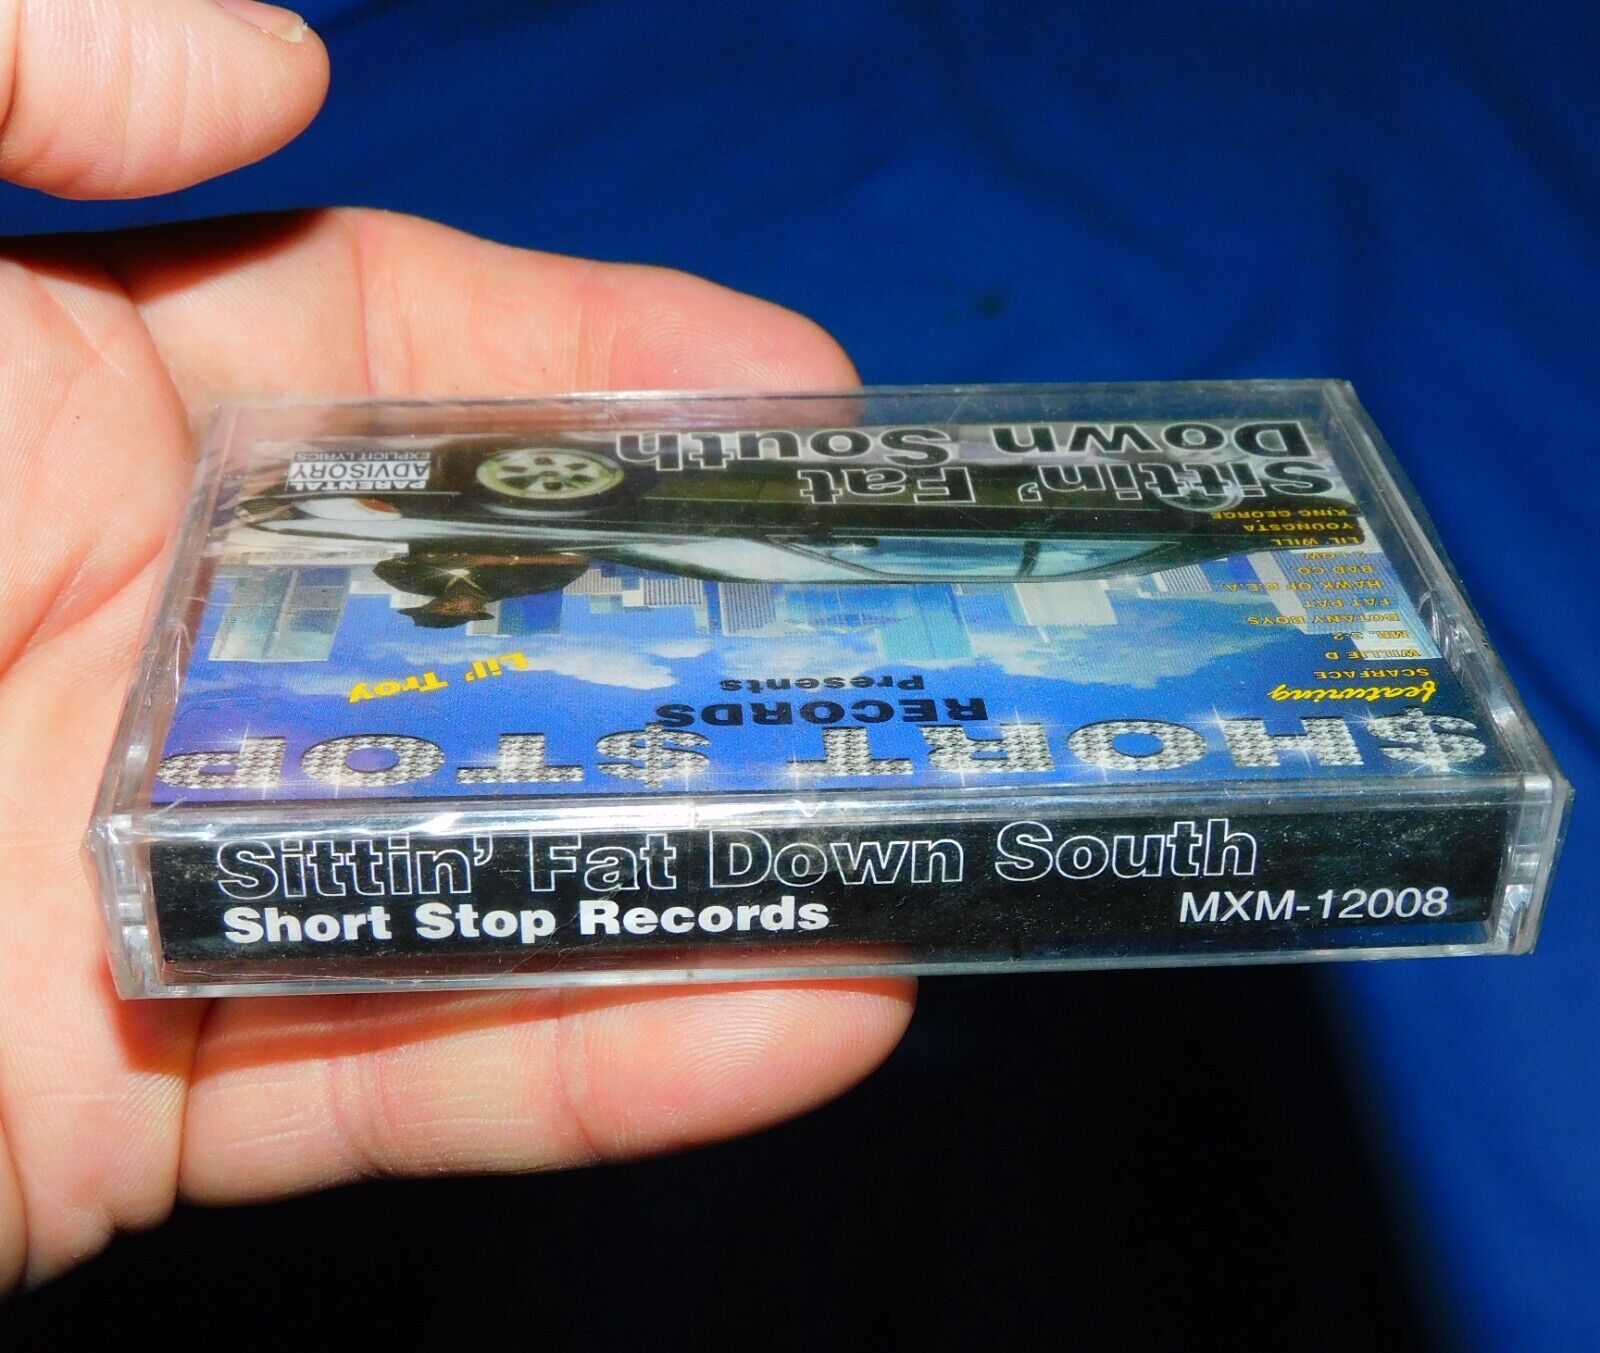 $HORT $TOP
RECORDS
Presents
Lil' Troy
featuring
SCARFACE
WILLIE D
MR. 3-2
BOTANY BOYS
FAT PAT
HAWK OF D.E.A.
BAD CO
2-LOW
LIL' WILL
YOUNGSTA
KING GEORGE
Sittin' Fat
Down South
PARENTAL
ADVISORY
EXPLICIT LYRICS
Sittin' Fat Down South
Short Stop Records
MXM-12008